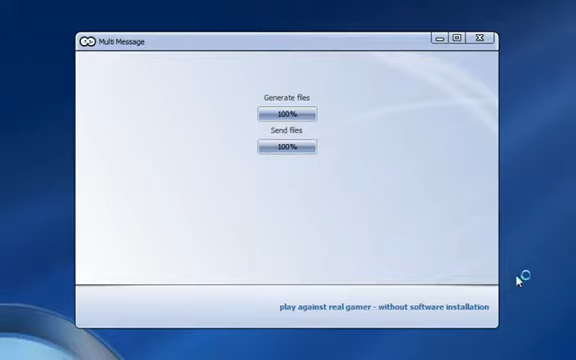 Multi Message
Generate files
100%
Send files
100%
play against real gamer - without software installation